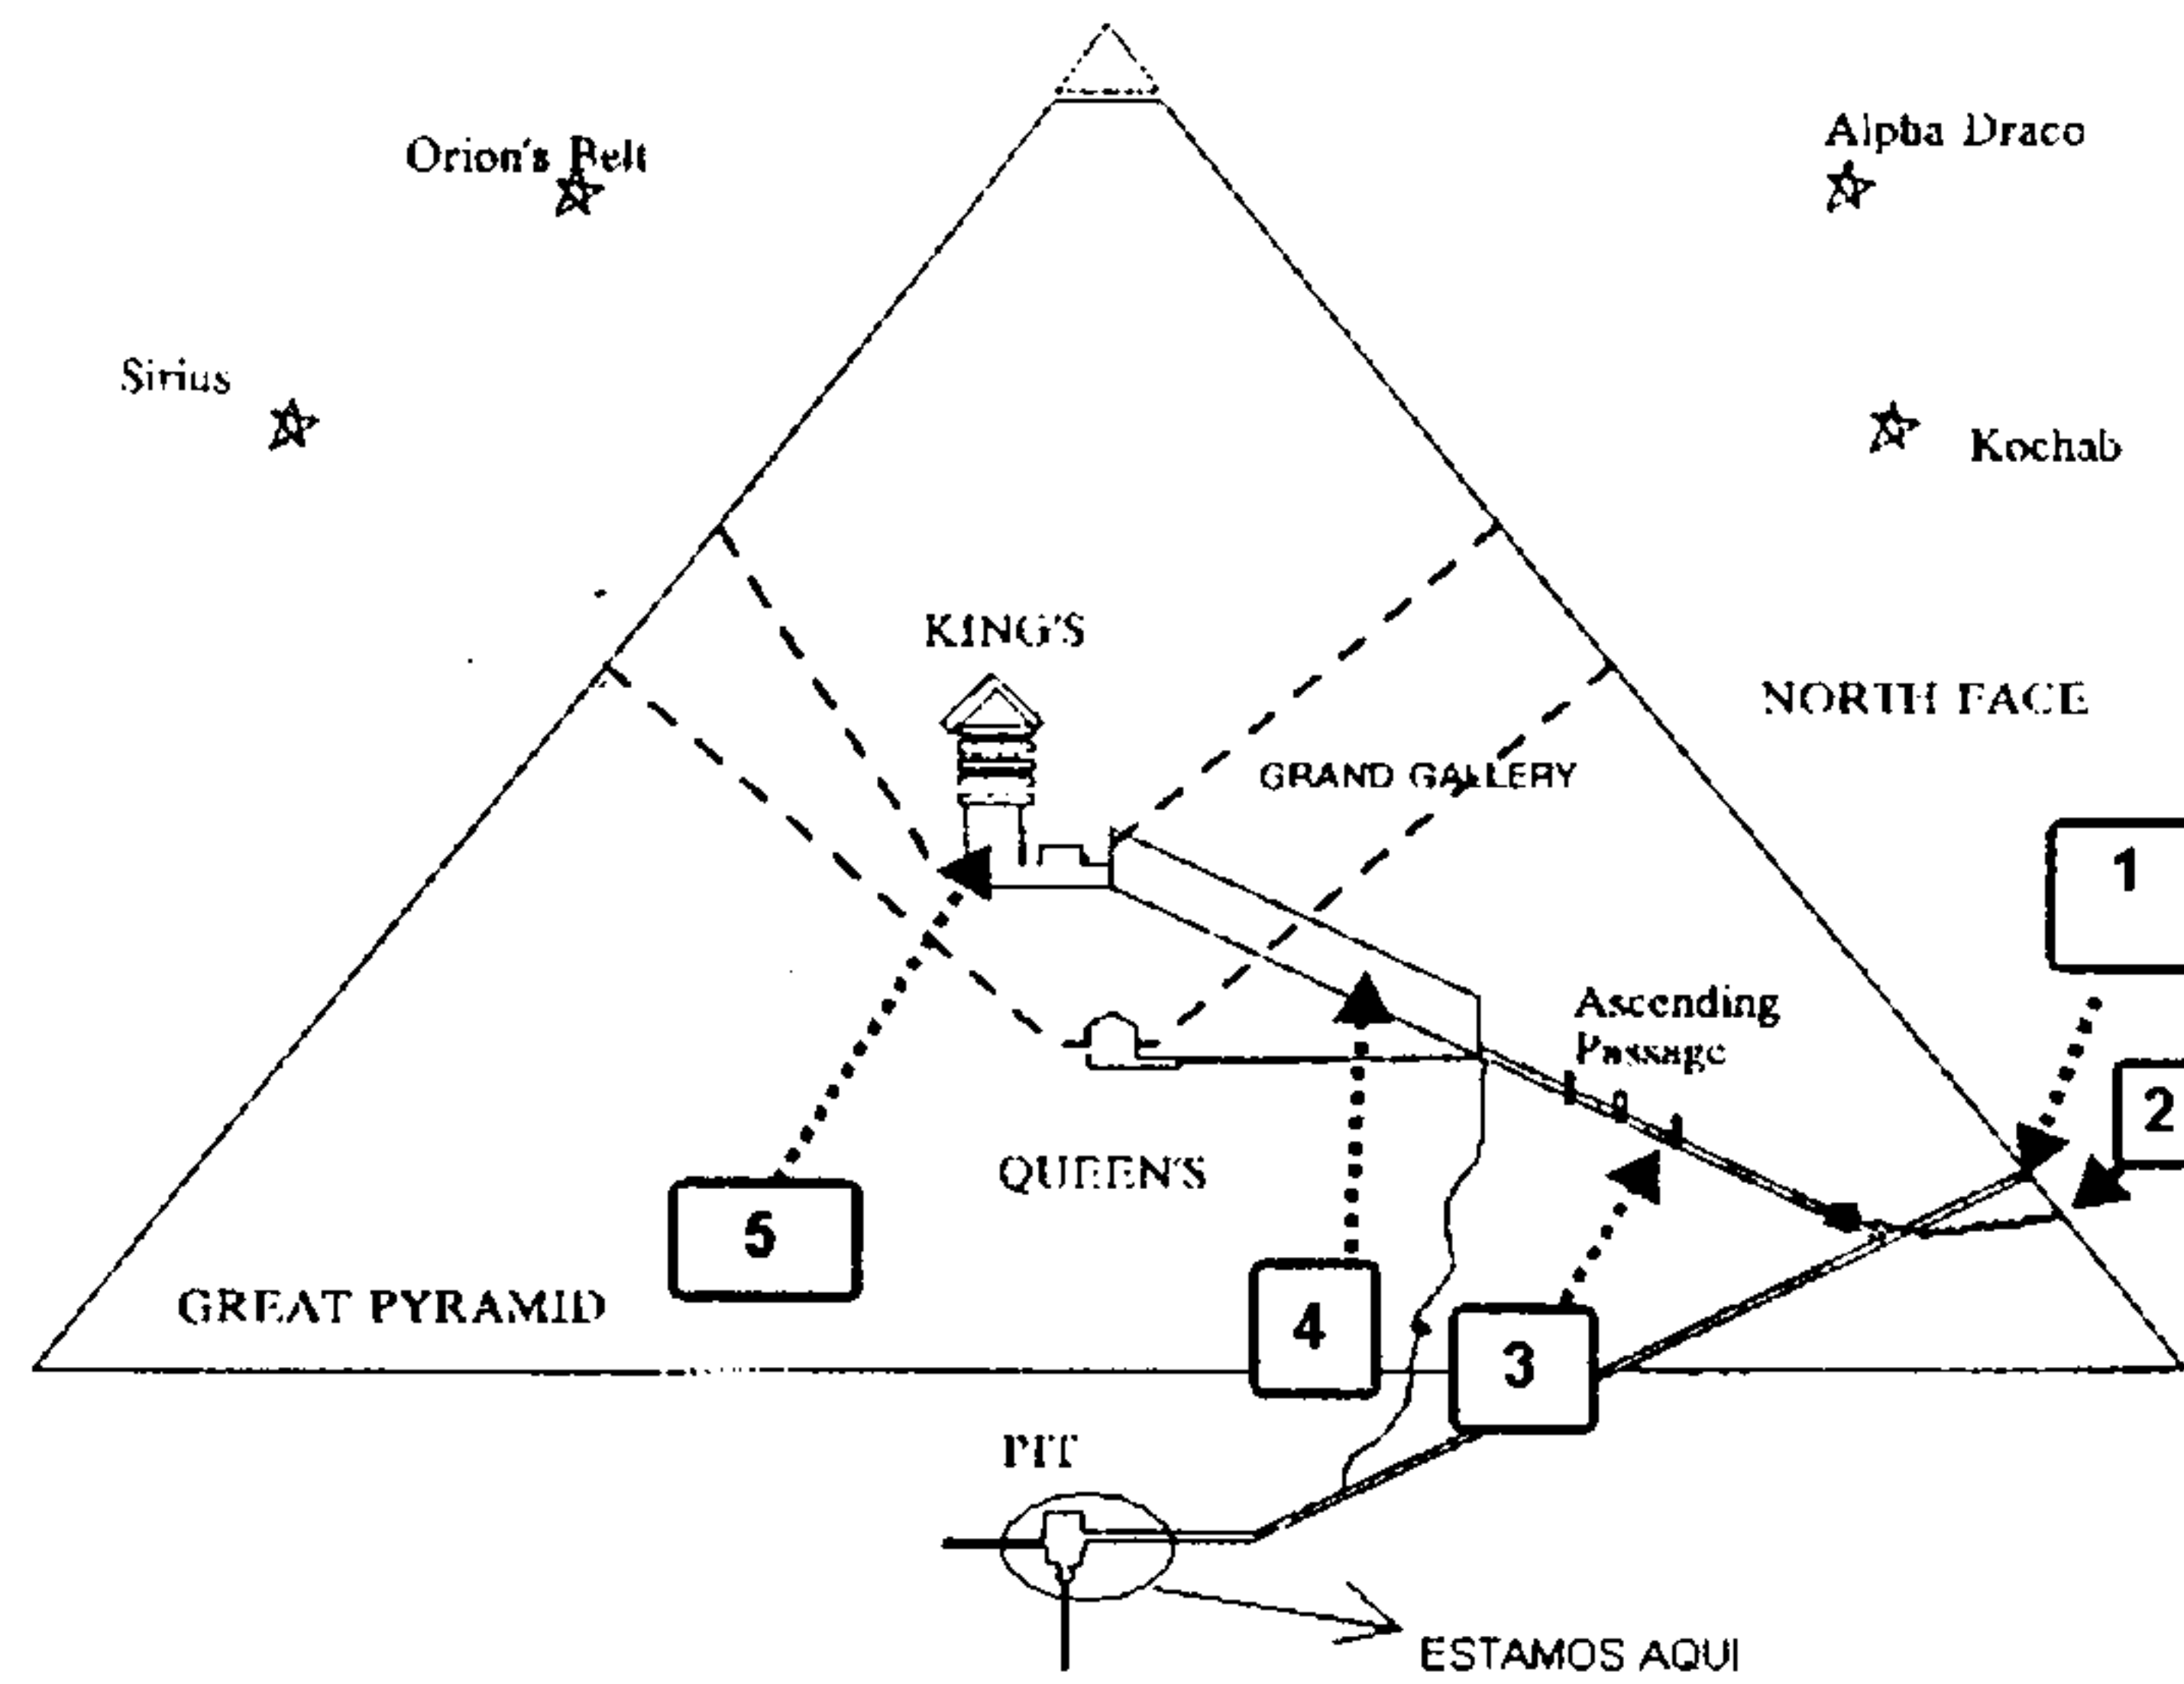 Orion's Belt
Alpha Draco
Sirius
Kochab
KING'S
NORTH FACE
GRAND GALLERY
1
Ascending
Passage
2
QUEEN'S
5
GREAT PYRAMID
4
3
PIT
ESTAMOS AQUI